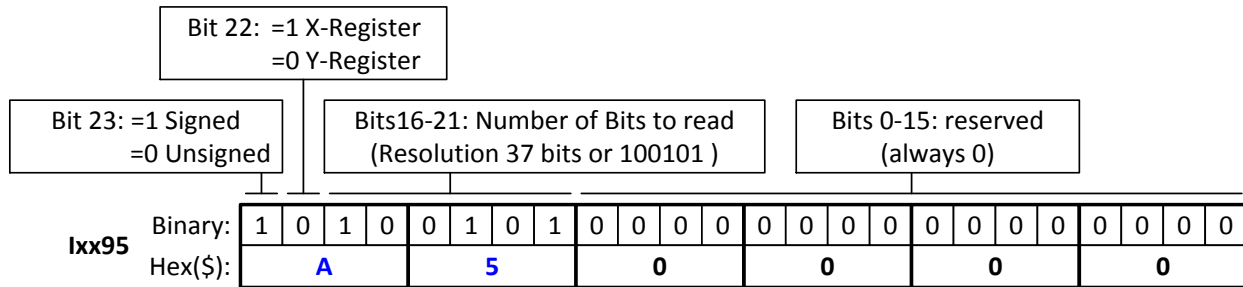 Bit 22: =1 X-Register
=0 Y-Register
Bit 23: =1 Signed
=0 Unsigned
Bits16-21: Number of Bits to read
(Resolution 37 bits or 100101 )
Bits 0-15: reserved
(always 0)
Ixx95
Binary: 1 0 1 0 0 1 0 1 0 0 0 0 0 0 0 0 0 0 0 0 0 0 0 0
Hex($): A 5 0 0 0 0